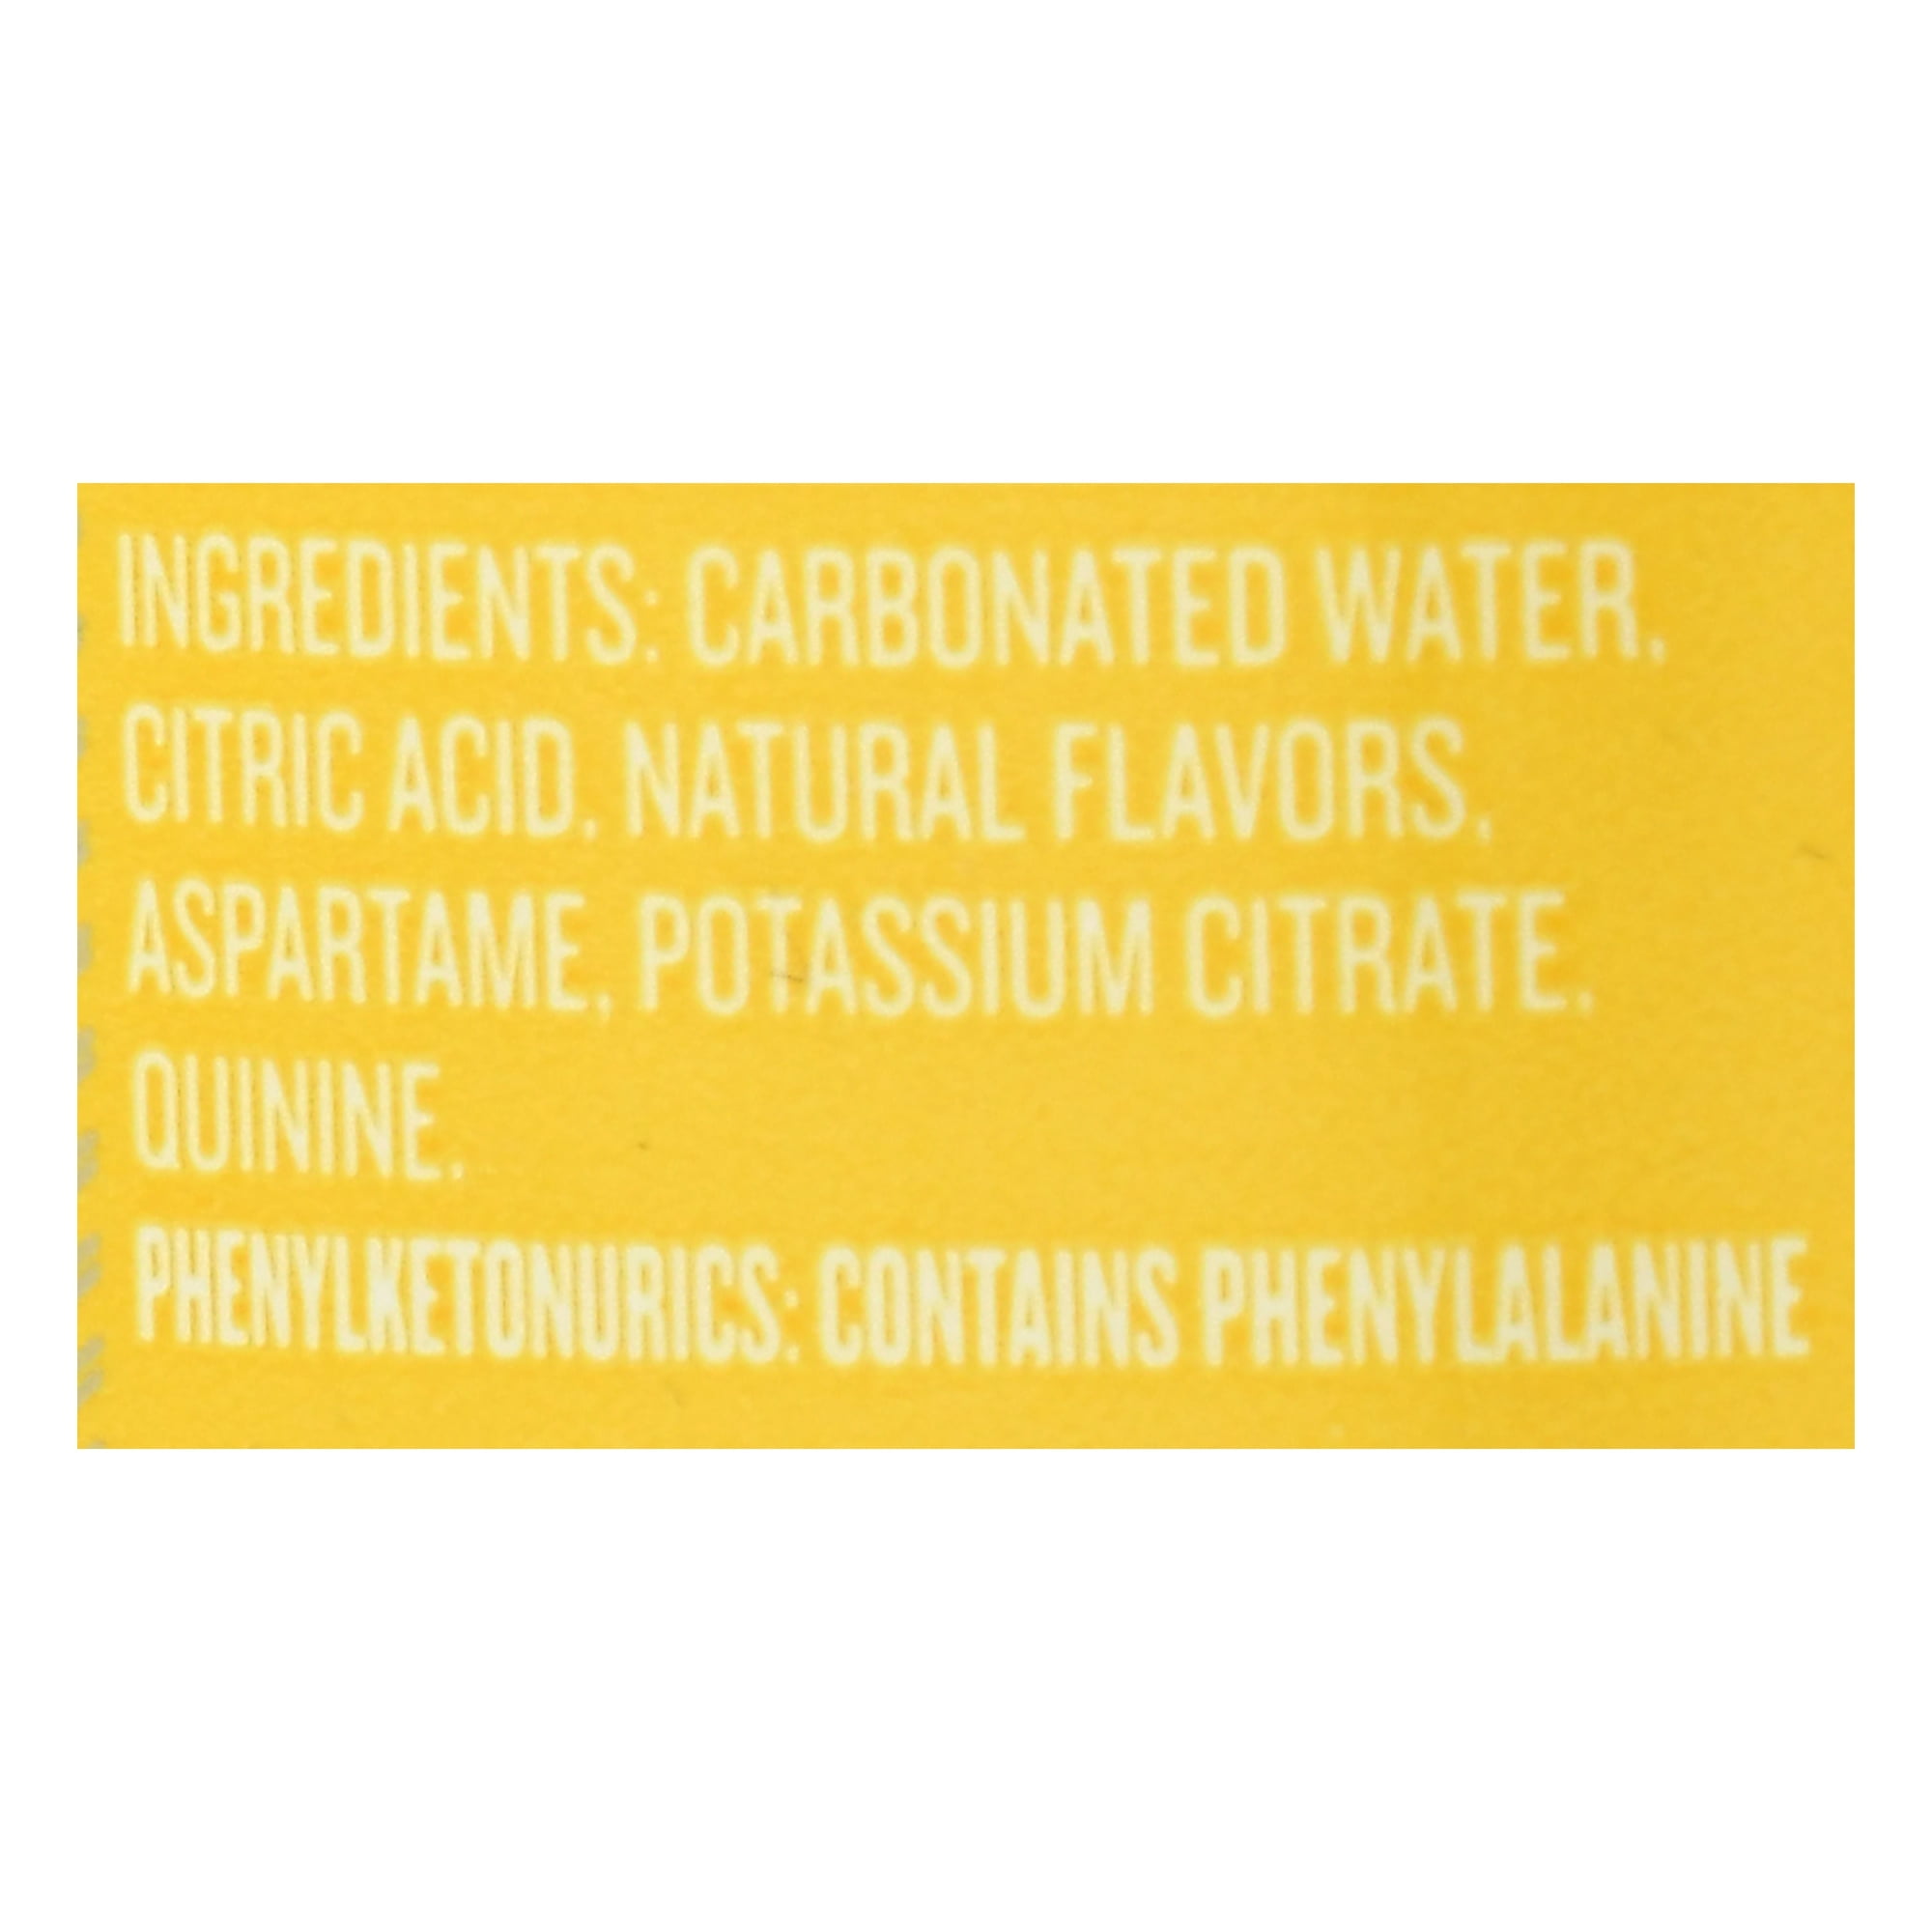 INGREDIENTS: CARBONATED WATER,
CITRIC ACID, NATURAL FLAVORS,
ASPARTAME, POTASSIUM CITRATE,
QUININE.
PHENYLKETONURICS: CONTAINS PHENYLALANINE